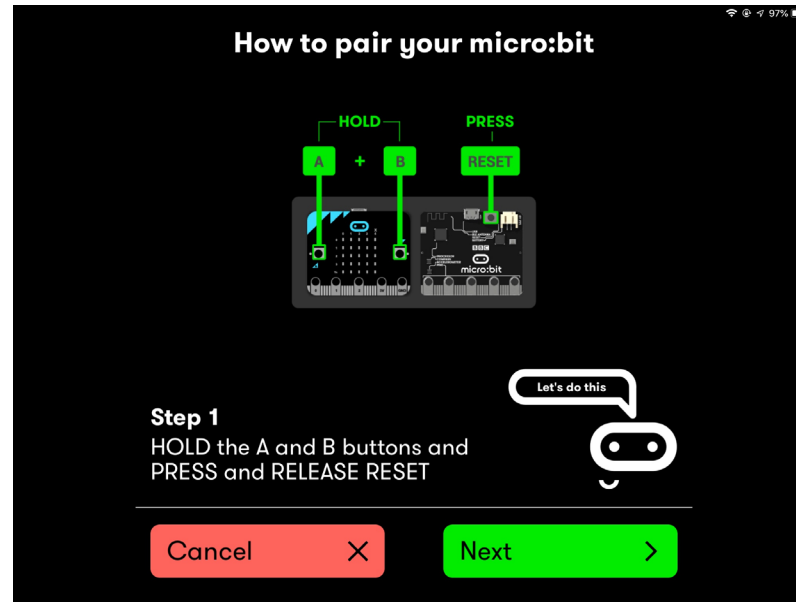 97%
How to pair your micro:bit
HOLD
PRESS
A + B
RESET
BBC
micro:bit
Let's do this
Step 1
HOLD the A and B buttons and
PRESS and RELEASE RESET
Cancel
Next